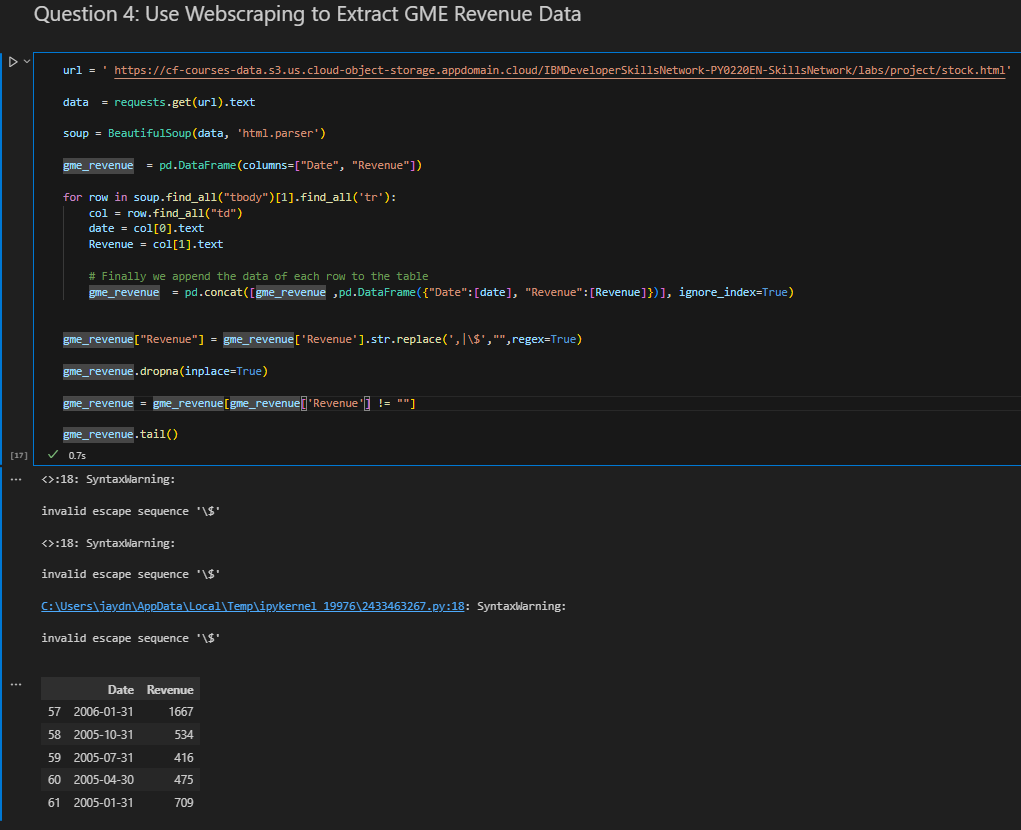 Question 4: Use Webscraping to Extract GME Revenue Data
url = ' https://cf-courses-data.s3.us.cloud-object-storage.appdomain.cloud/IBMDeveloperSkillsNetwork-PY0220EN-SkillsNetwork/labs/project/stock.html'
data  = requests.get(url).text
soup = BeautifulSoup(data, 'html.parser')
gme_revenue  = pd.DataFrame(columns=["Date", "Revenue"])
for row in soup.find_all("tbody")[1].find_all('tr'):
    col = row.find_all("td")
    date = col[0].text
    Revenue = col[1].text
    # Finally we append the data of each row to the table
    gme_revenue  = pd.concat([gme_revenue ,pd.DataFrame({"Date":[date], "Revenue":[Revenue]})], ignore_index=True)
gme_revenue["Revenue"] = gme_revenue['Revenue'].str.replace(',|\$',"",regex=True)
gme_revenue.dropna(inplace=True)
gme_revenue = gme_revenue[gme_revenue['Revenue'] != ""]
gme_revenue.tail()
[17] 0.7s
<>:18: SyntaxWarning:
invalid escape sequence '\$'
<>:18: SyntaxWarning:
invalid escape sequence '\$'
C:\Users\jaydn\AppData\Local\Temp\ipykernel_19976\2433463267.py:18: SyntaxWarning:
invalid escape sequence '\$'
Date Revenue
57 2006-01-31 1667
58 2005-10-31 534
59 2005-07-31 416
60 2005-04-30 475
61 2005-01-31 709